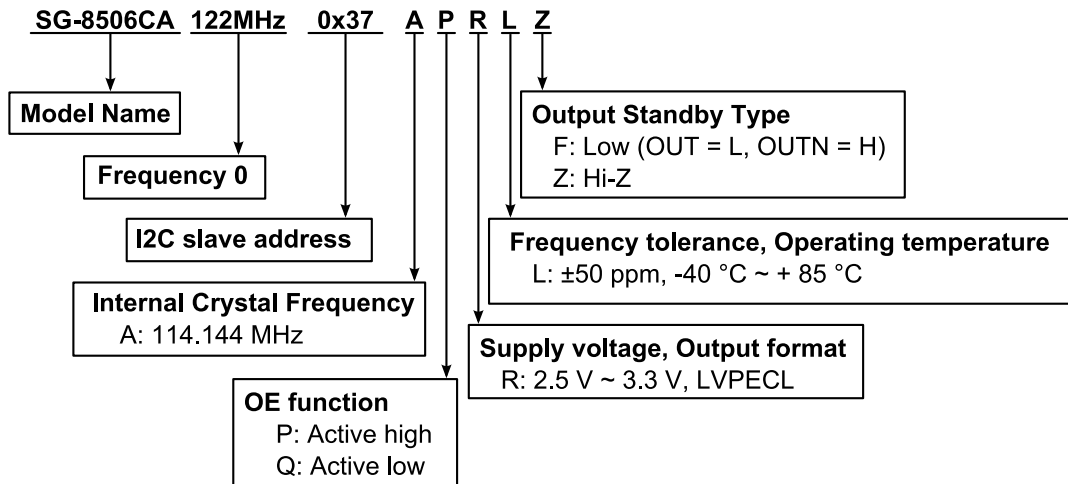 SG-8506CA 122MHz 0x37 A P R L Z
Model Name
Frequency 0
I2C slave address
Internal Crystal Frequency
A: 114.144 MHz
OE function
P: Active high
Q: Active low
Supply voltage, Output format
R: 2.5 V ~ 3.3 V, LVPECL
Frequency tolerance, Operating temperature
L: ±50 ppm, -40 °C ~ + 85 °C
Output Standby Type
F: Low (OUT = L, OUTN = H)
Z: Hi-Z